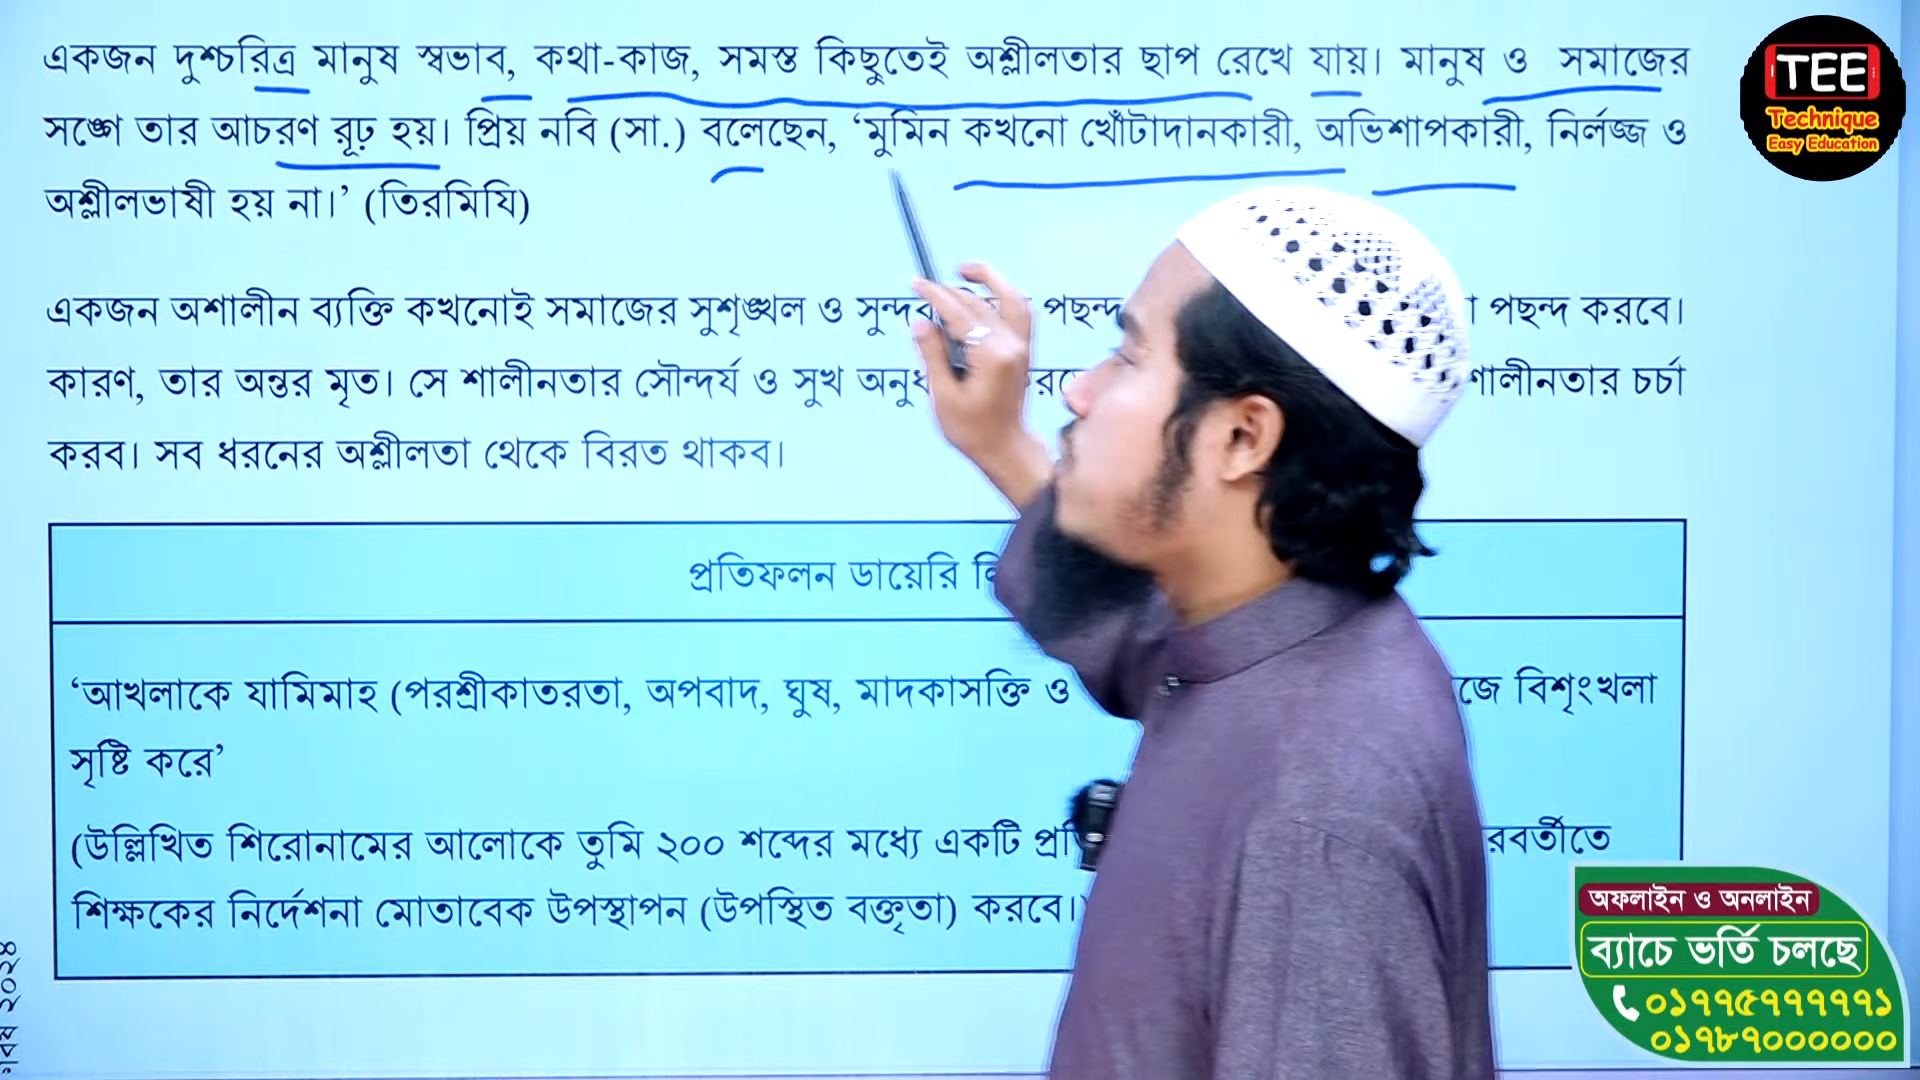 একজন দুশ্চরিত্র মানুষ স্বভাব, কথা-কাজ, সমস্ত কিছুতেই অশ্লীলতার ছাপ রেখে যায়। মানুষ ও সমাজের
সঙ্গে তার আচরণ রূঢ় হয়। প্রিয় নবি (সা.) বলেছেন, ‘মুমিন কখনো খোঁটাদানকারী, অভিশাপকারী, নির্লজ্জ ও
অশ্লীলভাষী হয় না।’ (তিরমিযি)
একজন অশালীন ব্যক্তি কখনোই সমাজের সুশৃঙ্খল ও পছন্দ পছন্দ করবে।
কারণ, তার অন্তর মৃত। সে শালীনতার সৌন্দর্য ও সুখ শালীনতার চর্চা
করব। সব ধরনের অশ্লীলতা থেকে বিরত থাকব।
প্রতিফলন ডায়েরি
‘আখলাকে যামিমাহ (পরশ্রীকাতরতা, অপবাদ, ঘুষ, মাদকাসক্তি ও বিশৃংখলা
সৃষ্টি করে’
(উল্লিখিত শিরোনামের আলোকে তুমি ২০০ শব্দের মধ্যে একটি
শিক্ষকের নির্দেশনা মোতাবেক উপস্থাপন (উপস্থিত বক্তৃতা) করবে।)
২০২৪
TEE
Technique
Easy Education
অফলাইন ও অনলাইন
ব্যাচে ভর্তি চলছে
০১৭৭৫৭৭৭৭৭১
০১৭৮৭০০০০০০